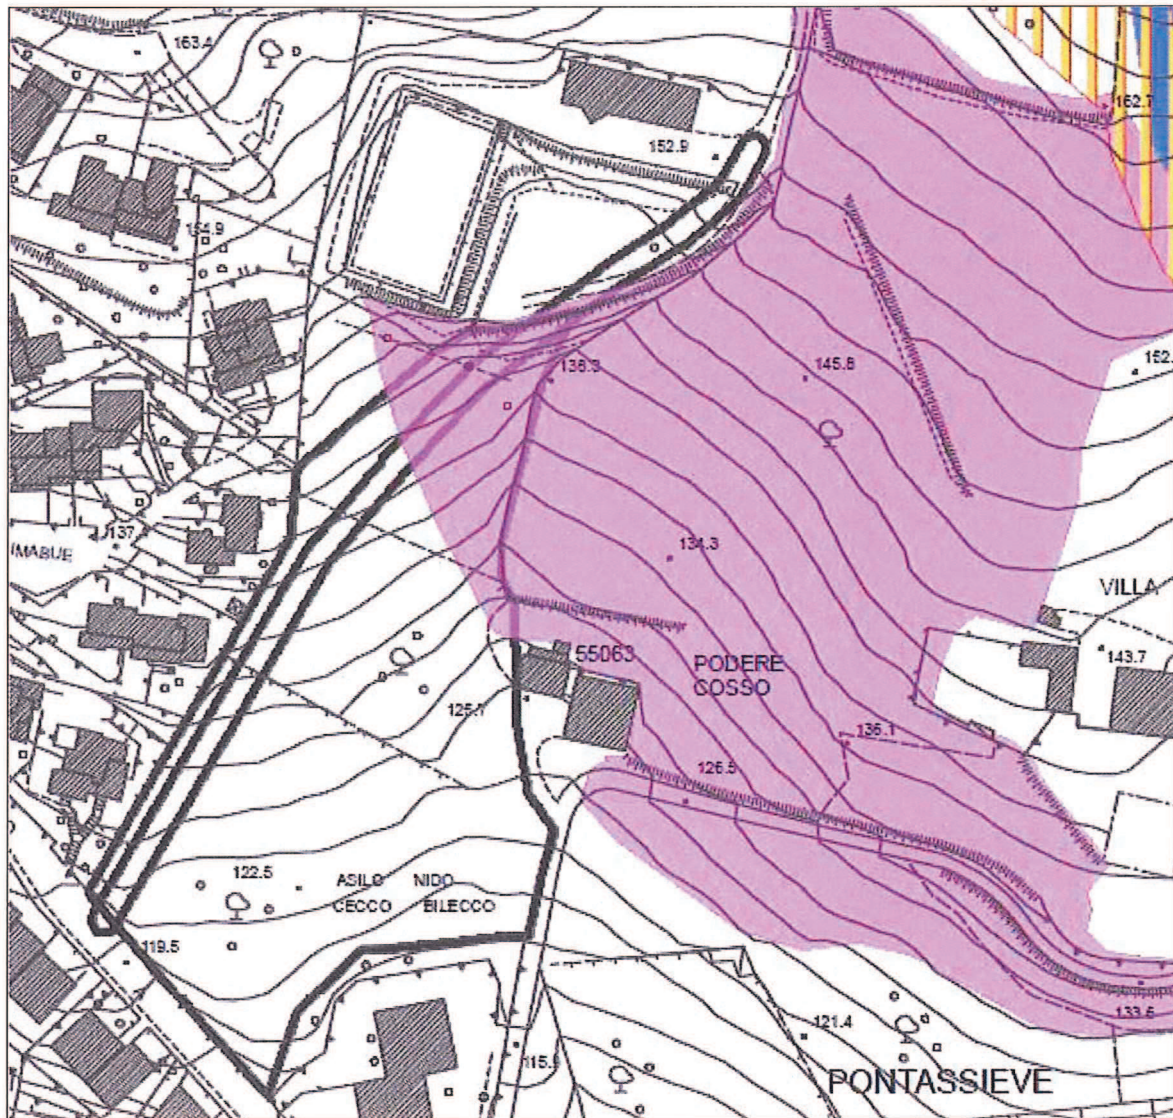 163.4
162.7
152.9
154.9
136.3
145.8
152.
137
IMABUE
134.3
VILLA
55063
PODERE
COSSO
143.7
125.7
136.1
126.5
122.5
ASILO NIDO
CECCO BILECCO
119.5
133.6
121.4
115.
PONTASSIEVE